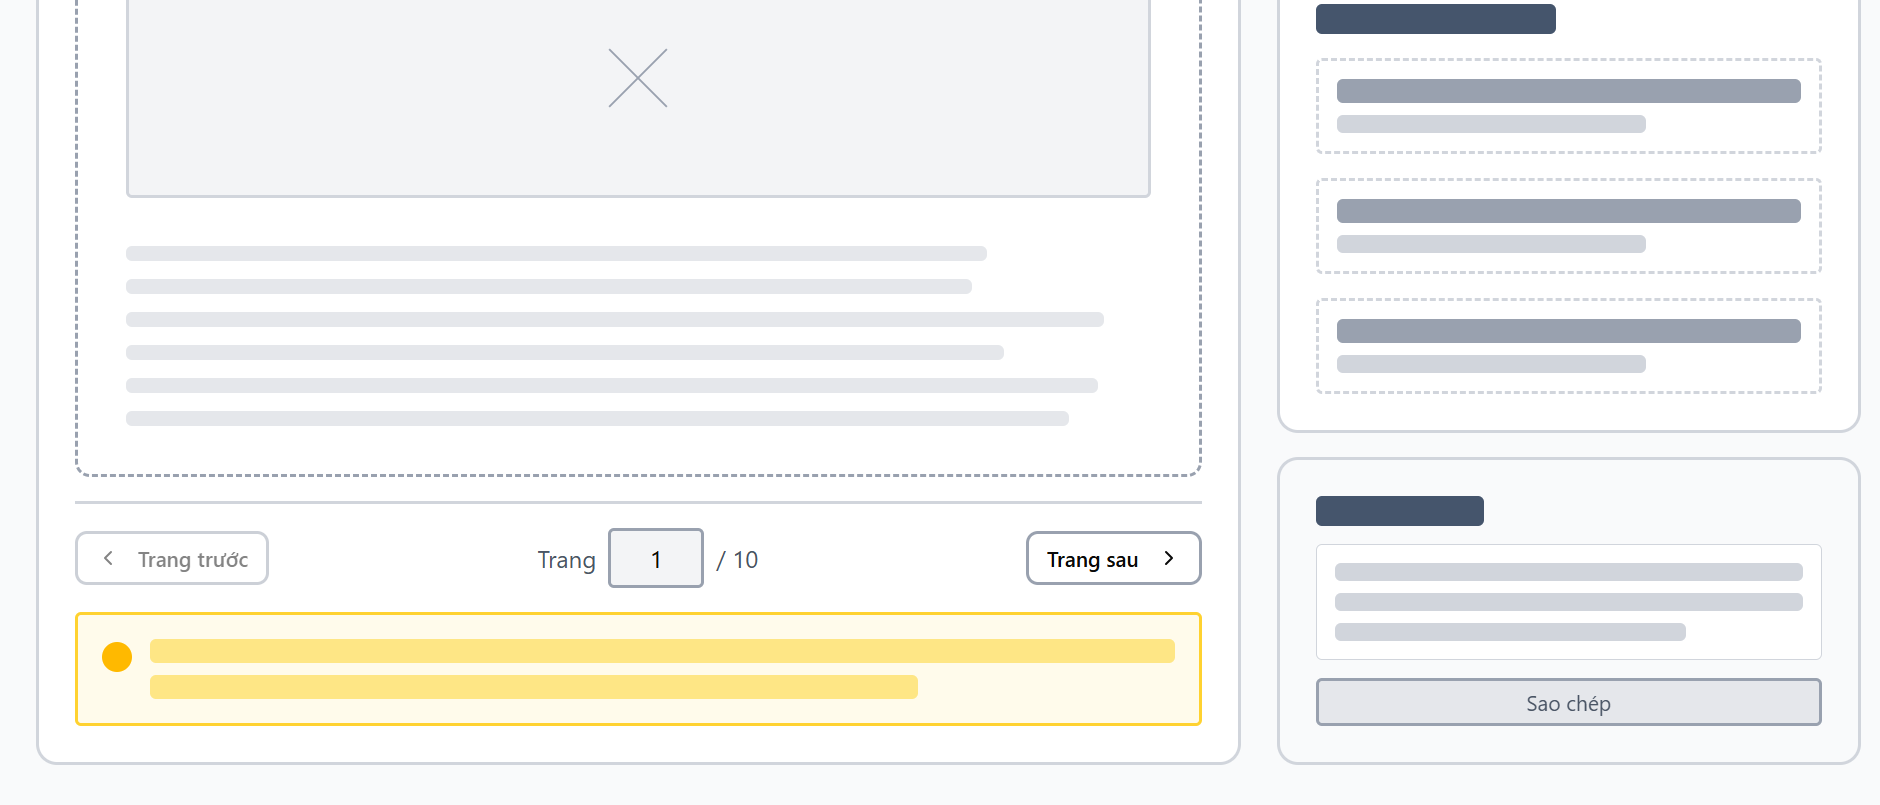 Trang trước
Trang 1 / 10
Trang sau
Sao chép